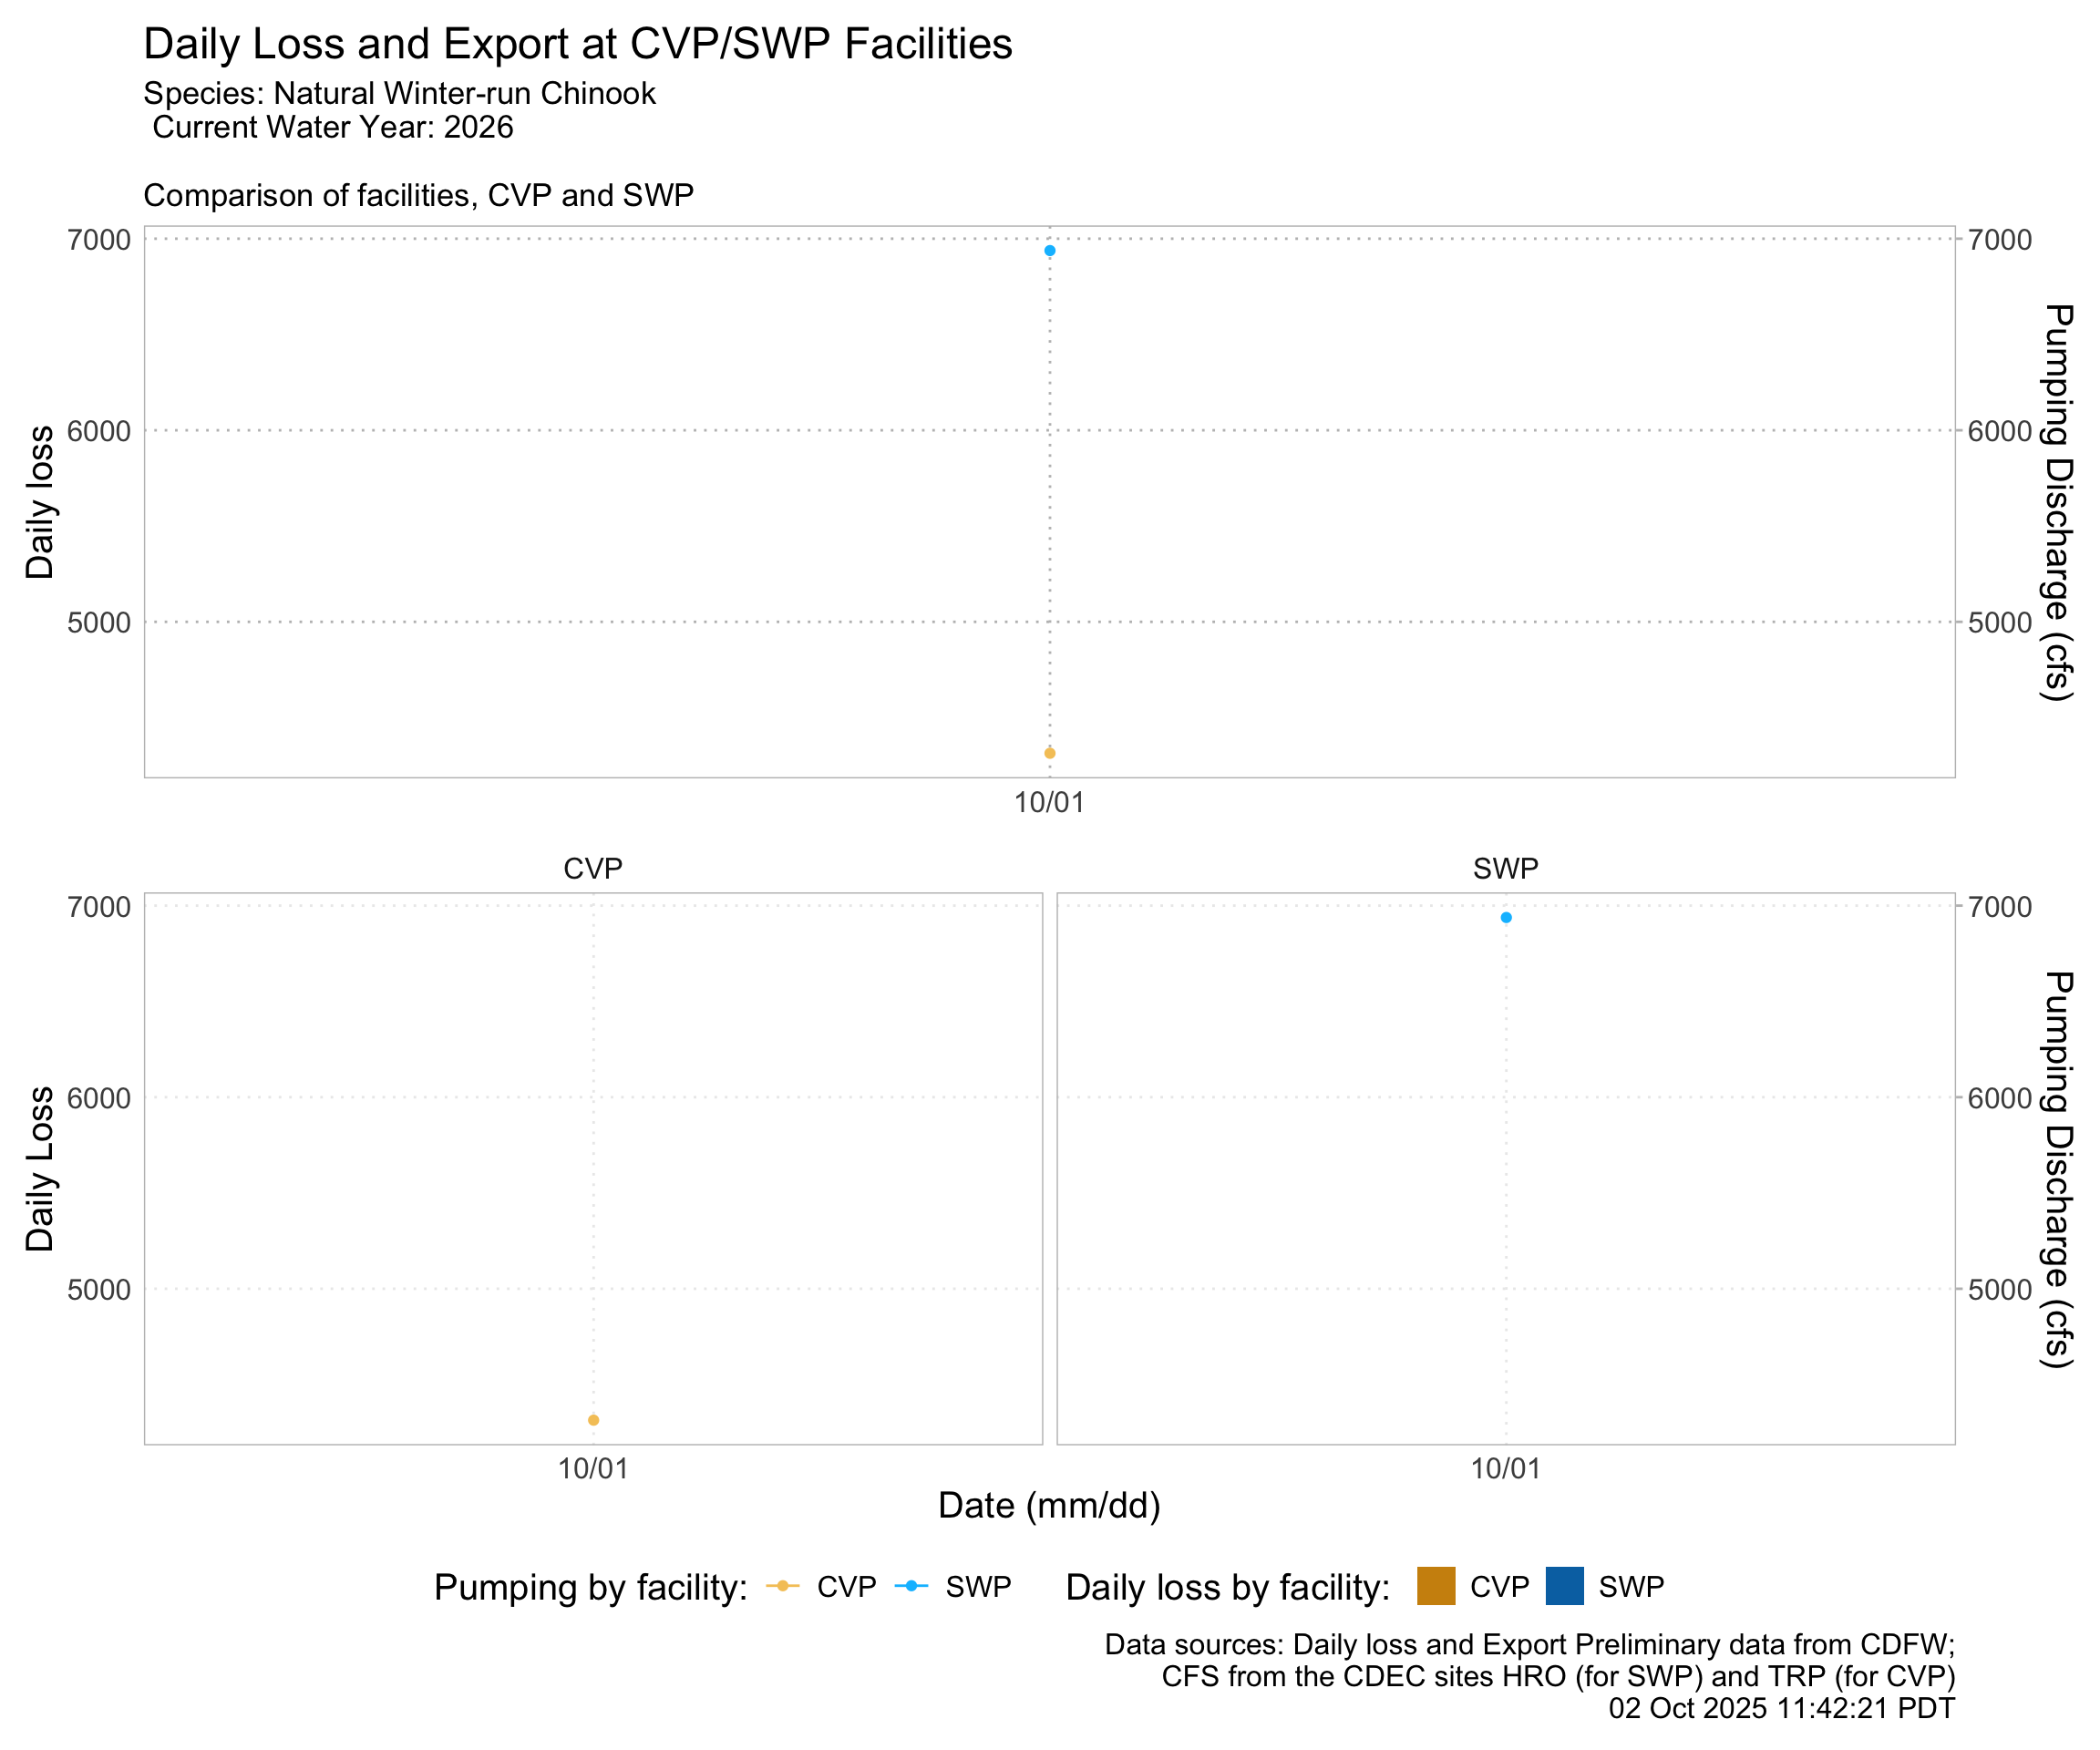 Daily Loss and Export at CVP/SWP Facilities
Species: Natural Winter-run Chinook
Current Water Year: 2026
Comparison of facilities, CVP and SWP
Daily loss
7000
6000
5000
7000
6000
5000
Pumping Discharge (cfs)
10/01
CVP
SWP
Daily Loss
7000
6000
5000
7000
6000
5000
Pumping Discharge (cfs)
10/01
10/01
Date (mm/dd)
Pumping by facility: CVP SWP Daily loss by facility: CVP SWP
Data sources: Daily loss and Export Preliminary data from CDFW;
CFS from the CDEC sites HRO (for SWP) and TRP (for CVP)
02 Oct 2025 11:42:21 PDT